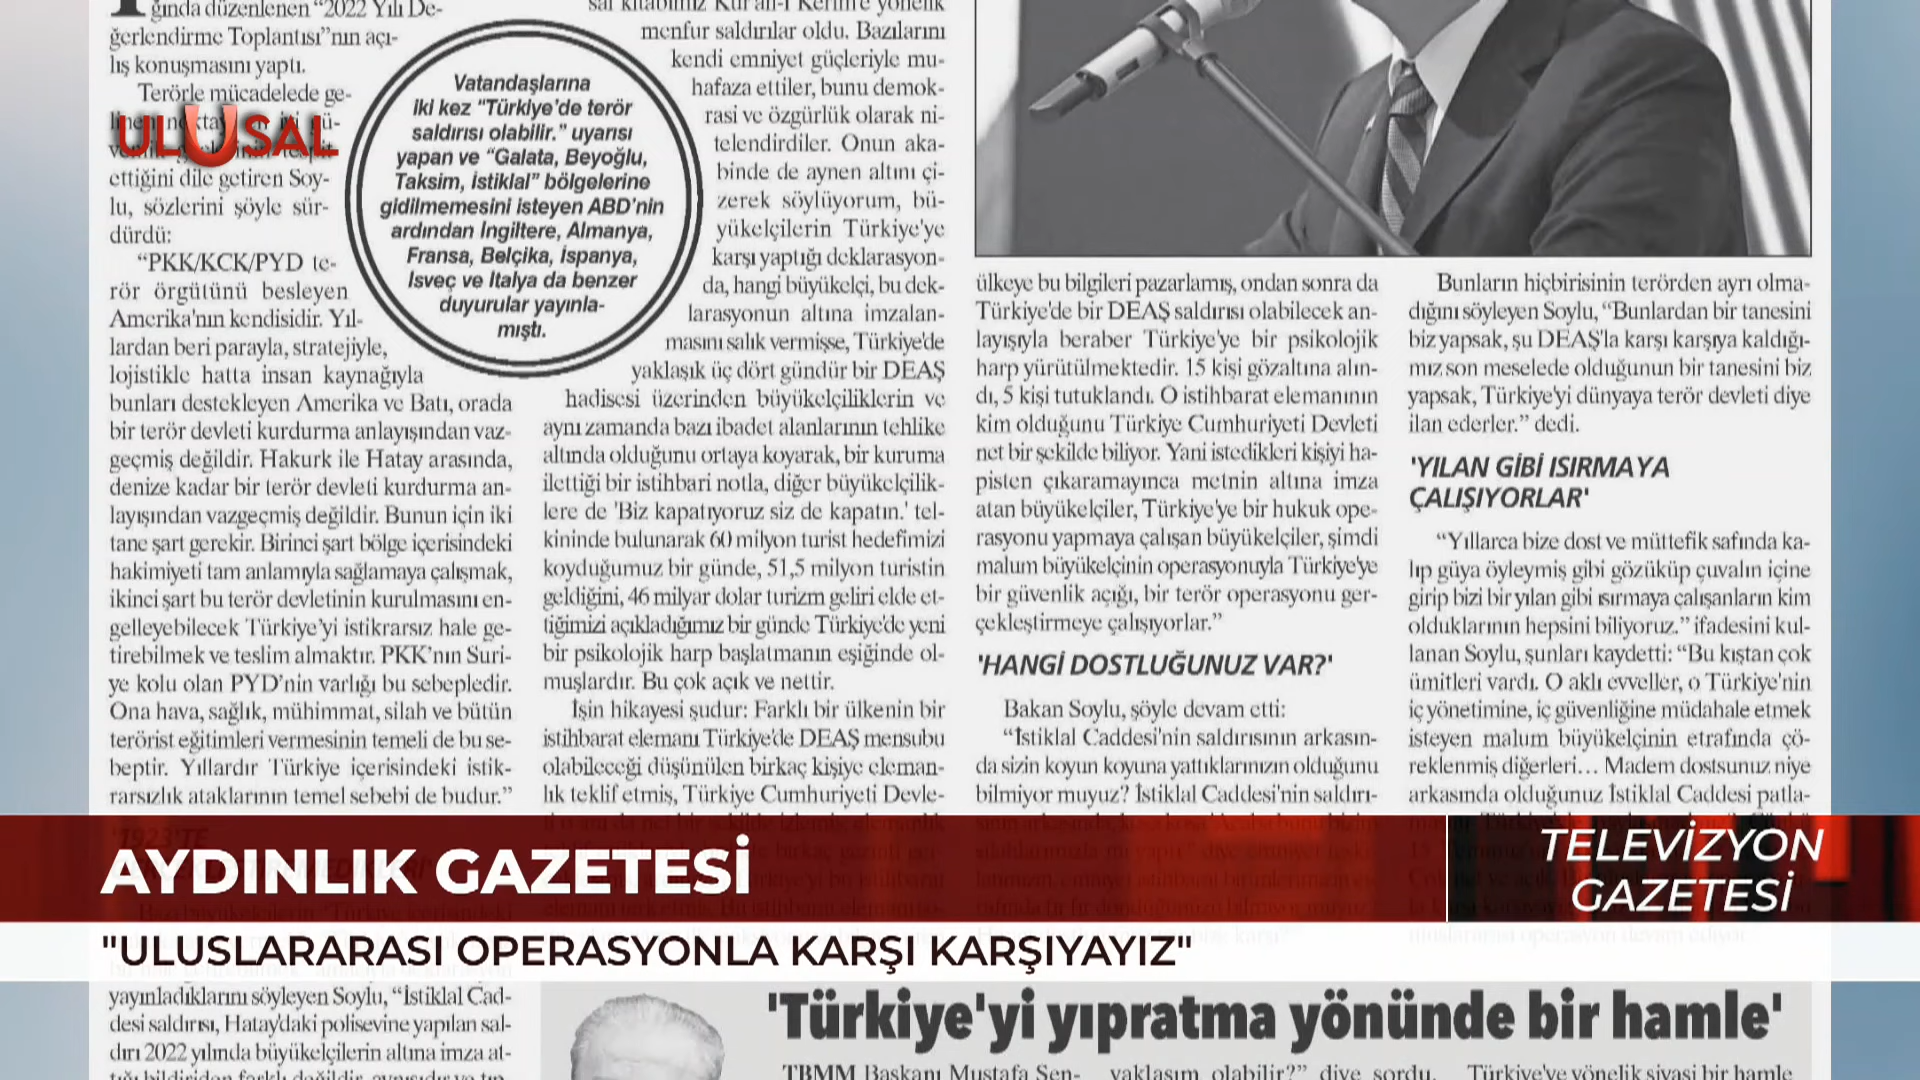 ğında düzenlenen “2022 Yılı De-
ğerlendirme Toplantısı”nın açı-
lış konuşmasını yaptı.
Terörle mücadelede ge-
ettiğini dile getiren Soy-
lu, sözlerini şöyle sür-
dürdü:
“PKK/KCK/PYD te-
rör örgütünü besleyen
Amerika'nın kendisidir. Yıl-
lardan beri parayla, stratejiyle,
lojistikle hatta insan kaynağıyla
bunları destekleyen Amerika ve Batı, orada
bir terör devleti kurdurma anlayışından vaz-
geçmiş değildir. Hakurk ile Hatay arasında,
denize kadar bir terör devleti kurdurma an-
layışından vazgeçmiş değildir. Bunun için iki
tane şart gerekir. Birinci şart bölge içerisindeki
hakimiyeti tam anlamıyla sağlamaya çalışmak,
ikinci şart bu terör devletinin kurulmasını en-
gelleyebilecek Türkiye’yi istikrarsız hale ge-
tirebilmek ve teslim almaktır. PKK’nın Suri-
ye kolu olan PYD’nin varlığı bu sebepledir.
Ona hava, sağlık, mühimmat, silah ve bütün
terörist eğitimleri vermesinin temeli de bu se-
beptir. Yıllardır Türkiye içerisindeki istik-
rarsızlık ataklarının temel sebebi de budur.”
yayınladıklarını söyleyen Soylu, “İstiklal Cad-
desi saldırısı, Hatay'daki polisevine yapılan sal-
dırı 2022 yılında büyükelçilerin altına imza at-
tığı bildiriden farklı değildir, aynısıdır ve tıp-
ULUSAL
Vatandaşlarına
iki kez “Türkiye’de terör
saldırısı olabilir.” uyarısı
yapan ve “Galata, Beyoğlu,
Taksim, İstiklal” bölgelerine
gidilmemesini isteyen ABD’nin
ardından İngiltere, Almanya,
Fransa, Belçika, İspanya,
İsveç ve İtalya da benzer
duyurular yayınla-
mıştı.
sal kitabımız Kur'an-ı Kerim'e yönelik
menfur saldırılar oldu. Bazılarını
kendi emniyet güçleriyle mu-
hafaza ettiler, bunu demok-
rasi ve özgürlük olarak ni-
telendirdiler. Onun aka-
binde de aynen altını çi-
zerek söylüyorum, bü-
yükelçilerin Türkiye'ye
karşı yaptığı deklarasyon-
da, hangi büyükelçi, bu dek-
larasyonun altına imzalan-
masını salık vermişse, Türkiye'de
yaklaşık üç dört gündür bir DEAŞ
hadisesi üzerinden büyükelçiliklerin ve
aynı zamanda bazı ibadet alanlarının tehlike
altında olduğunu ortaya koyarak, bir kuruma
ilettiği bir istihbari notla, diğer büyükelçilik-
lere de 'Biz kapatıyoruz siz de kapatın.' tel-
kininde bulunarak 60 milyon turist hedefimizi
koyduğumuz bir günde, 51,5 milyon turistin
geldiğini, 46 milyar dolar turizm geliri elde et-
tiğimizi açıkladığımız bir günde Türkiye'de yeni
bir psikolojik harp başlatmanın eşiğinde ol-
muşlardır. Bu çok açık ve nettir.
İşin hikayesi şudur: Farklı bir ülkenin bir
istihbarat elemanı Türkiye'de DEAŞ mensubu
olabileceği düşünülen birkaç kişiye eleman-
lık teklif etmiş, Türkiye Cumhuriyeti Devle-
ülkeye bu bilgileri pazarlamış, ondan sonra da
Türkiye'de bir DEAŞ saldırısı olabilecek an-
layışıyla beraber Türkiye'ye bir psikolojik
harp yürütülmektedir. 15 kişi gözaltına alın-
dı, 5 kişi tutuklandı. O istihbarat elemanının
kim olduğunu Türkiye Cumhuriyeti Devleti
net bir şekilde biliyor. Yani istedikleri kişiyi ha-
pisten çıkaramayınca metnin altına imza
atan büyükelçiler, Türkiye'ye bir hukuk ope-
rasyonu yapmaya çalışan büyükelçiler, şimdi
malum büyükelçinin operasyonuyla Türkiye'ye
bir güvenlik açığı, bir terör operasyonu ger-
çekleştirmeye çalışıyorlar.”
'HANGİ DOSTLUĞUNUZ VAR?'
Bakan Soylu, şöyle devam etti:
“İstiklal Caddesi'nin saldırısının arkasın-
da sizin koyun koyuna yattıklarınızın olduğunu
bilmiyor muyuz? İstiklal Caddesi'nin saldırı-
Bunların hiçbirisinin terörden ayrı olma-
dığını söyleyen Soylu, “Bunlardan bir tanesini
biz yapsak, şu DEAŞ'la karşı karşıya kaldığı-
mız son meselede olduğunun bir tanesini biz
yapsak, Türkiye'yi dünyaya terör devleti diye
ilan ederler.” dedi.
'YILAN GİBİ ISIRMAYA
ÇALIŞIYORLAR'
“Yıllarca bize dost ve müttefik safında ka-
lıp güya öyleymiş gibi gözüküp çuvalın içine
girip bizi bir yılan gibi ısırmaya çalışanların kim
olduklarının hepsini biliyoruz.” ifadesini kul-
lanan Soylu, şunları kaydetti: “Bu kıştan çok
ümitleri vardı. O aklı evveller, o Türkiye'nin
iç yönetimine, iç güvenliğine müdahale etmek
isteyen malum büyükelçinin etrafında çö-
reklenmiş diğerleri… Madem dostsunuz niye
arkasında olduğunuz İstiklal Caddesi patla-
AYDINLIK GAZETESİ
TELEVİZYON
GAZETESİ
"ULUSLARARASI OPERASYONLA KARŞI KARŞIYAYIZ"
'Türkiye'yi yıpratma yönünde bir hamle'
TBMM Başkanı Mustafa Şen-
yaklaşım olabilir?” diye sordu.
Türkiye'ye yönelik siyasi bir hamle